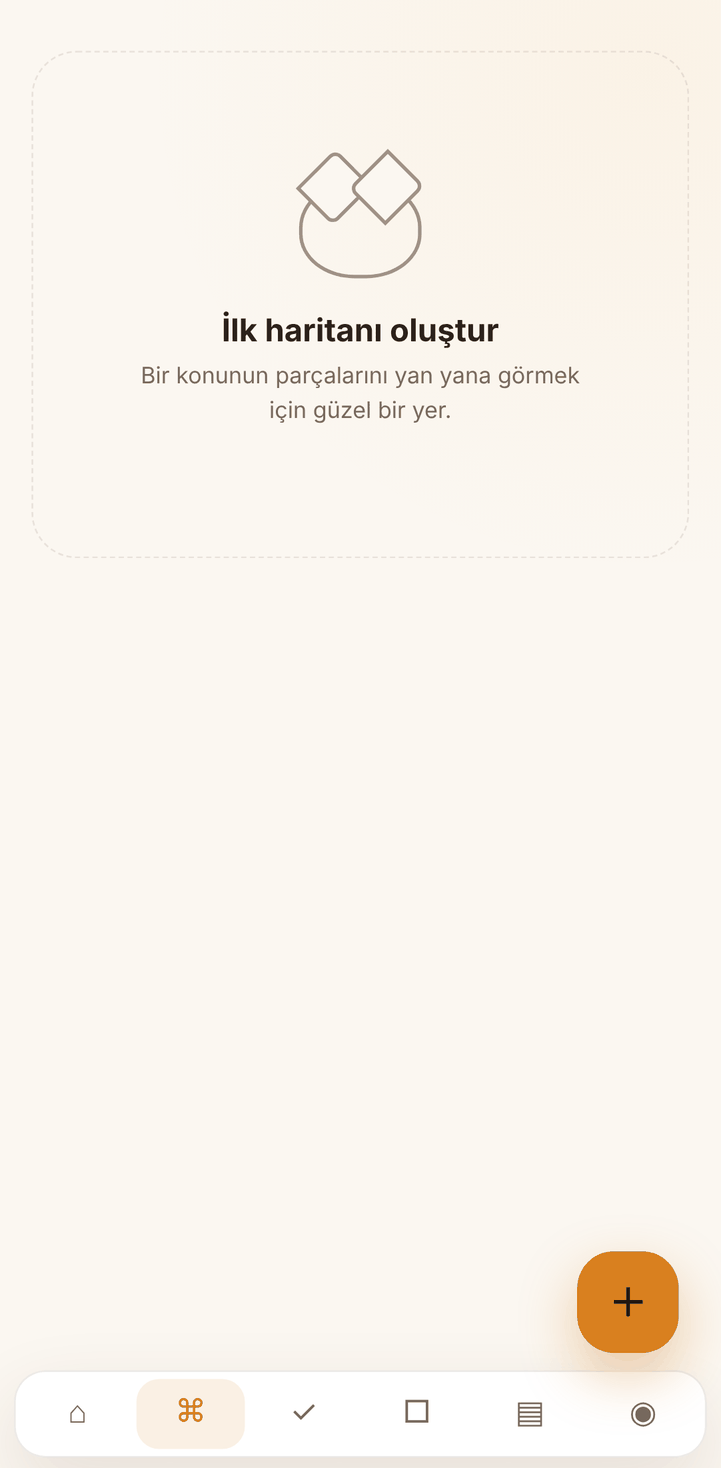 İlk haritanı oluştur
Bir konunun parçalarını yan yana görmek
için güzel bir yer.